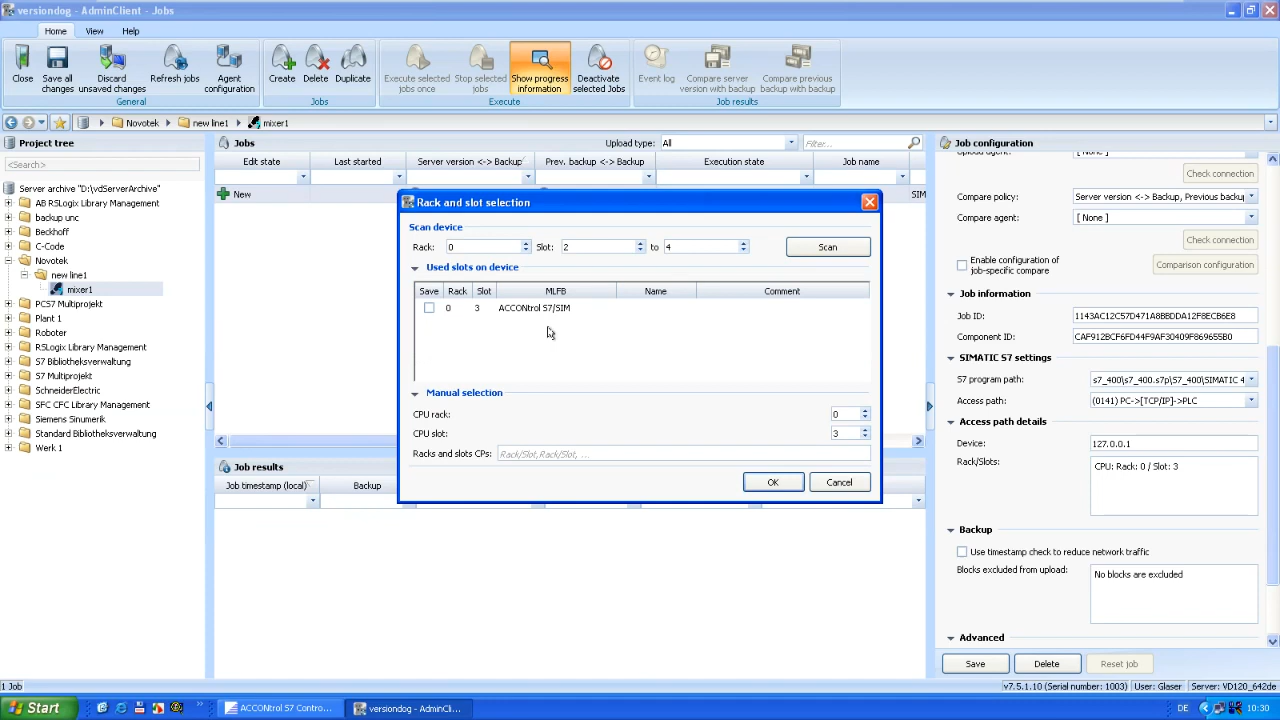 versiondog - AdminClient - Jobs
Home View Help
Close
Save all changes
Discard unsaved changes
Refresh jobs
Agent configuration
General
Create
Delete
Duplicate
Jobs
Execute selected jobs once
Stop selected jobs
Show progress information
Deactivate selected Jobs
Execute
Event log
Compare server version with backup
Compare previous backup with backup
Job results
Novotek new line1 mixer1
Project tree
<Search>
Server archive "D:\vdServerArchive"
AB RSLogix Library Management
backup unc
Beckhoff
C-Code
Novotek
new line1
mixer1
PCS7 Multiprojekt
Plant 1
Roboter
RSLogix Library Management
S7 Bibliotheksverwaltung
S7 Multiprojekt
SchneiderElectric
SFC CFC Library Management
Siemens Sinumerik
Standard Bibliotheksverwaltung
Werk 1
Jobs
Upload type: All
Filter...
Edit state Last started Server version <-> Backup Prev. backup <-> Backup Execution state Job name
New SIM
Rack and slot selection
Scan device
Rack: 0 Slot: 2 to 4 Scan
Used slots on device
Save Rack Slot MLFB Name Comment
0 3 ACCONtrol S7/SIM
Manual selection
CPU rack: 0
CPU slot: 3
Racks and slots CPs: Rack/Slot,Rack/Slot, ...
OK Cancel
Job results
Job timestamp (local) Backup
Job configuration
[ None ]
Check connection
Compare policy: Server version <-> Backup, Previous backup
Compare agent: [ None ]
Check connection
Enable configuration of job-specific compare
Comparison configuration
Job information
Job ID: 1143AC12C57D471A8BBDDA12F8ECB6E8
Component ID: CAF912BCF6FD44F9AF30409F869655B0
SIMATIC S7 settings
S7 program path: s7_400\s7_400.s7p\S7_400\SIMATIC 4
Access path: (0141) PC->[TCP/IP]->PLC
Access path details
Device: 127.0.0.1
Rack/Slots: CPU: Rack: 0 / Slot: 3
Backup
Use timestamp check to reduce network traffic
Blocks excluded from upload: No blocks are excluded
Advanced
Save Delete Reset job
1 Job
v7.5.1.10 (Serial number: 1003) User: Glaser Server: VD120_642de
Start
ACCONtrol S7 Contro...
versiondog - AdminCli...
DE
10:30